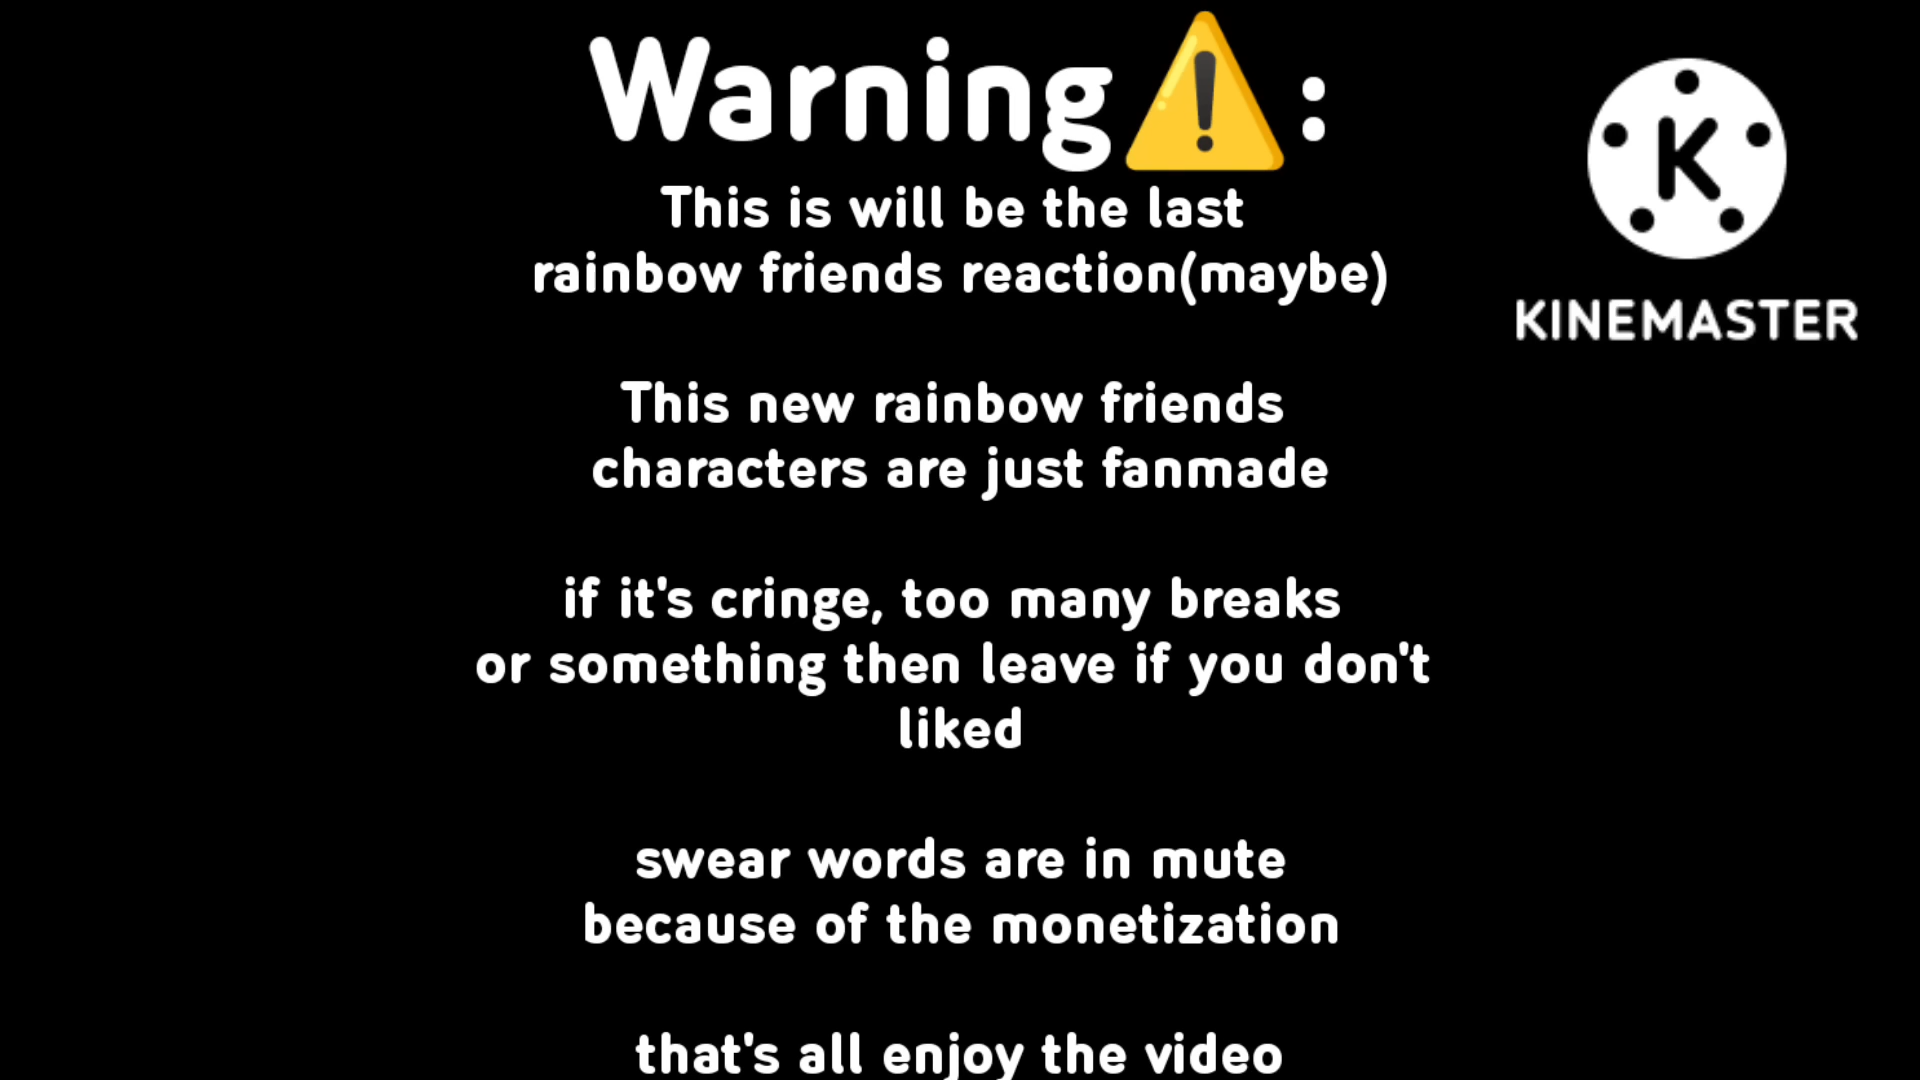 Warning⚠️:
This is will be the last
rainbow friends reaction(maybe)
This new rainbow friends
characters are just fanmade
if it's cringe, too many breaks
or something then leave if you don't
liked
swear words are in mute
because of the monetization
that's all enjoy the video
K
KINEMASTER